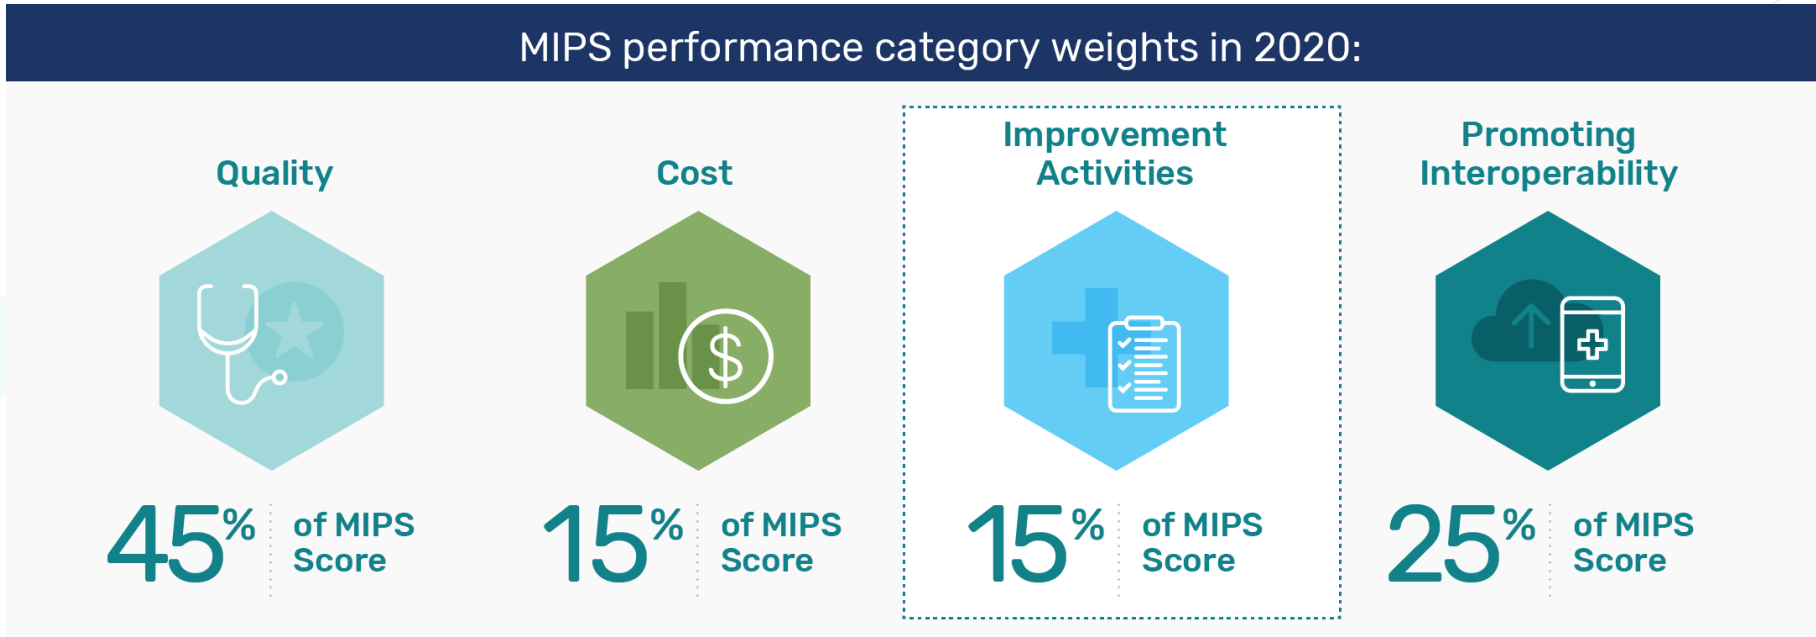 MIPS performance category weights in 2020:
Quality
45% of MIPS
Score
Cost
$
15% of MIPS
Score
Improvement
Activities
15% of MIPS
Score
Promoting
Interoperability
25% of MIPS
Score